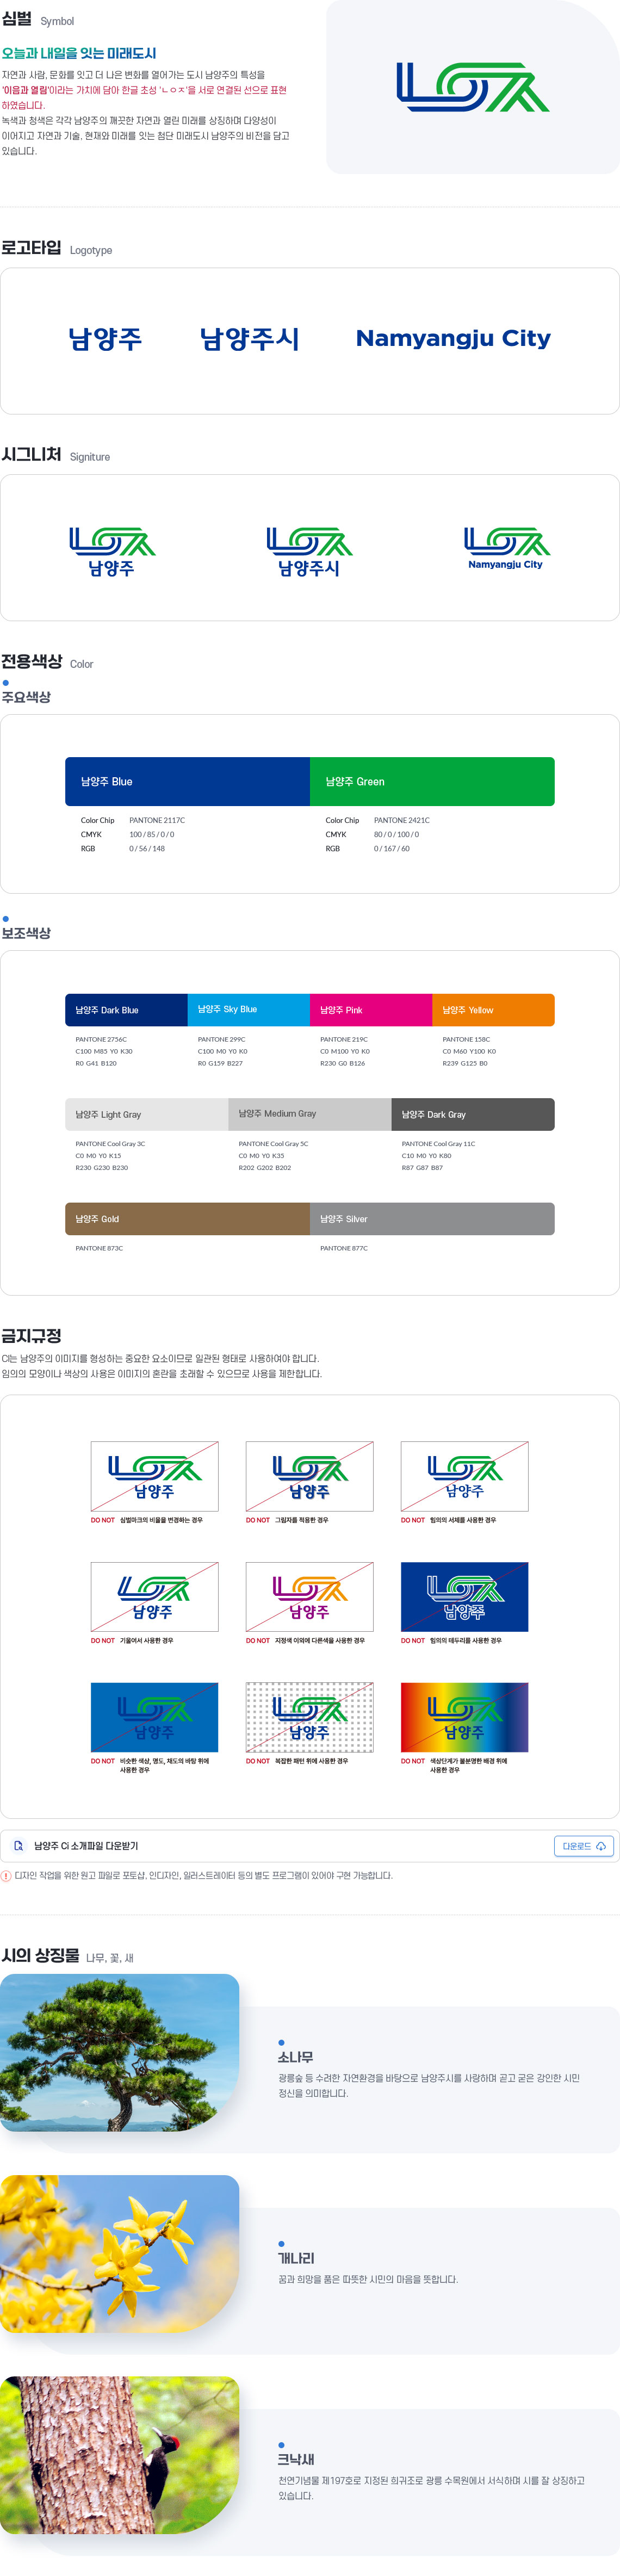 심벌 Symbol
오늘과 내일을 잇는 미래도시
자연과 사람, 문화를 잇고 더 나은 변화를 열어가는 도시 남양주의 특성을
'이음과 열림'이라는 가치에 담아 한글 초성 'ㄴㅇㅈ'을 서로 연결된 선으로 표현
하였습니다.
녹색과 청색은 각각 남양주의 깨끗한 자연과 열린 미래를 상징하며 다양성이
이어지고 자연과 기술, 현재와 미래를 잇는 첨단 미래도시 남양주의 비전을 담고
있습니다.
로고타입 Logotype
남양주 남양주시 Namyangju City
시그니처 Signiture
남양주 남양주시 Namyangju City
전용색상 Color
주요색상
남양주 Blue 남양주 Green
Color Chip PANTONE 2117C Color Chip PANTONE 2421C
CMYK 100 / 85 / 0 / 0 CMYK 80 / 0 / 100 / 0
RGB 0 / 56 / 148 RGB 0 / 167 / 60
보조색상
남양주 Dark Blue 남양주 Sky Blue 남양주 Pink 남양주 Yellow
PANTONE 2756C PANTONE 299C PANTONE 219C PANTONE 158C
C100 M85 Y0 K30 C100 M0 Y0 K0 C0 M100 Y0 K0 C0 M60 Y100 K0
R0 G41 B120 R0 G159 B227 R230 G0 B126 R239 G125 B0
남양주 Light Gray 남양주 Medium Gray 남양주 Dark Gray
PANTONE Cool Gray 3C PANTONE Cool Gray 5C PANTONE Cool Gray 11C
C0 M0 Y0 K15 C0 M0 Y0 K35 C10 M0 Y0 K80
R230 G230 B230 R202 G202 B202 R87 G87 B87
남양주 Gold 남양주 Silver
PANTONE 873C PANTONE 877C
금지규정
CI는 남양주의 이미지를 형성하는 중요한 요소이므로 일관된 형태로 사용하여야 합니다.
임의의 모양이나 색상의 사용은 이미지의 혼란을 초래할 수 있으므로 사용을 제한합니다.
남양주 남양주 남양주
DO NOT 심벌마크의 비율을 변경하는 경우 DO NOT 그림자를 적용한 경우 DO NOT 임의의 서체를 사용한 경우
남양주 남양주 남양주
DO NOT 기울여서 사용한 경우 DO NOT 지정색 이외에 다른색을 사용한 경우 DO NOT 임의의 테두리를 사용한 경우
남양주 남양주 남양주
DO NOT 비슷한 색상, 명도, 채도의 바탕 위에 DO NOT 복잡한 패턴 위에 사용한 경우 DO NOT 색상단계가 불분명한 배경 위에
사용한 경우 사용한 경우
남양주 Ci 소개파일 다운받기 다운로드
디자인 작업을 위한 원고 파일로 포토샵, 인디자인, 일러스트레이터 등의 별도 프로그램이 있어야 구현 가능합니다.
시의 상징물 나무, 꽃, 새
소나무
광릉숲 등 수려한 자연환경을 바탕으로 남양주시를 사랑하며 곧고 굳은 강인한 시민
정신을 의미합니다.
개나리
꿈과 희망을 품은 따뜻한 시민의 마음을 뜻합니다.
크낙새
천연기념물 제197호로 지정된 희귀조로 광릉 수목원에서 서식하며 시를 잘 상징하고
있습니다.